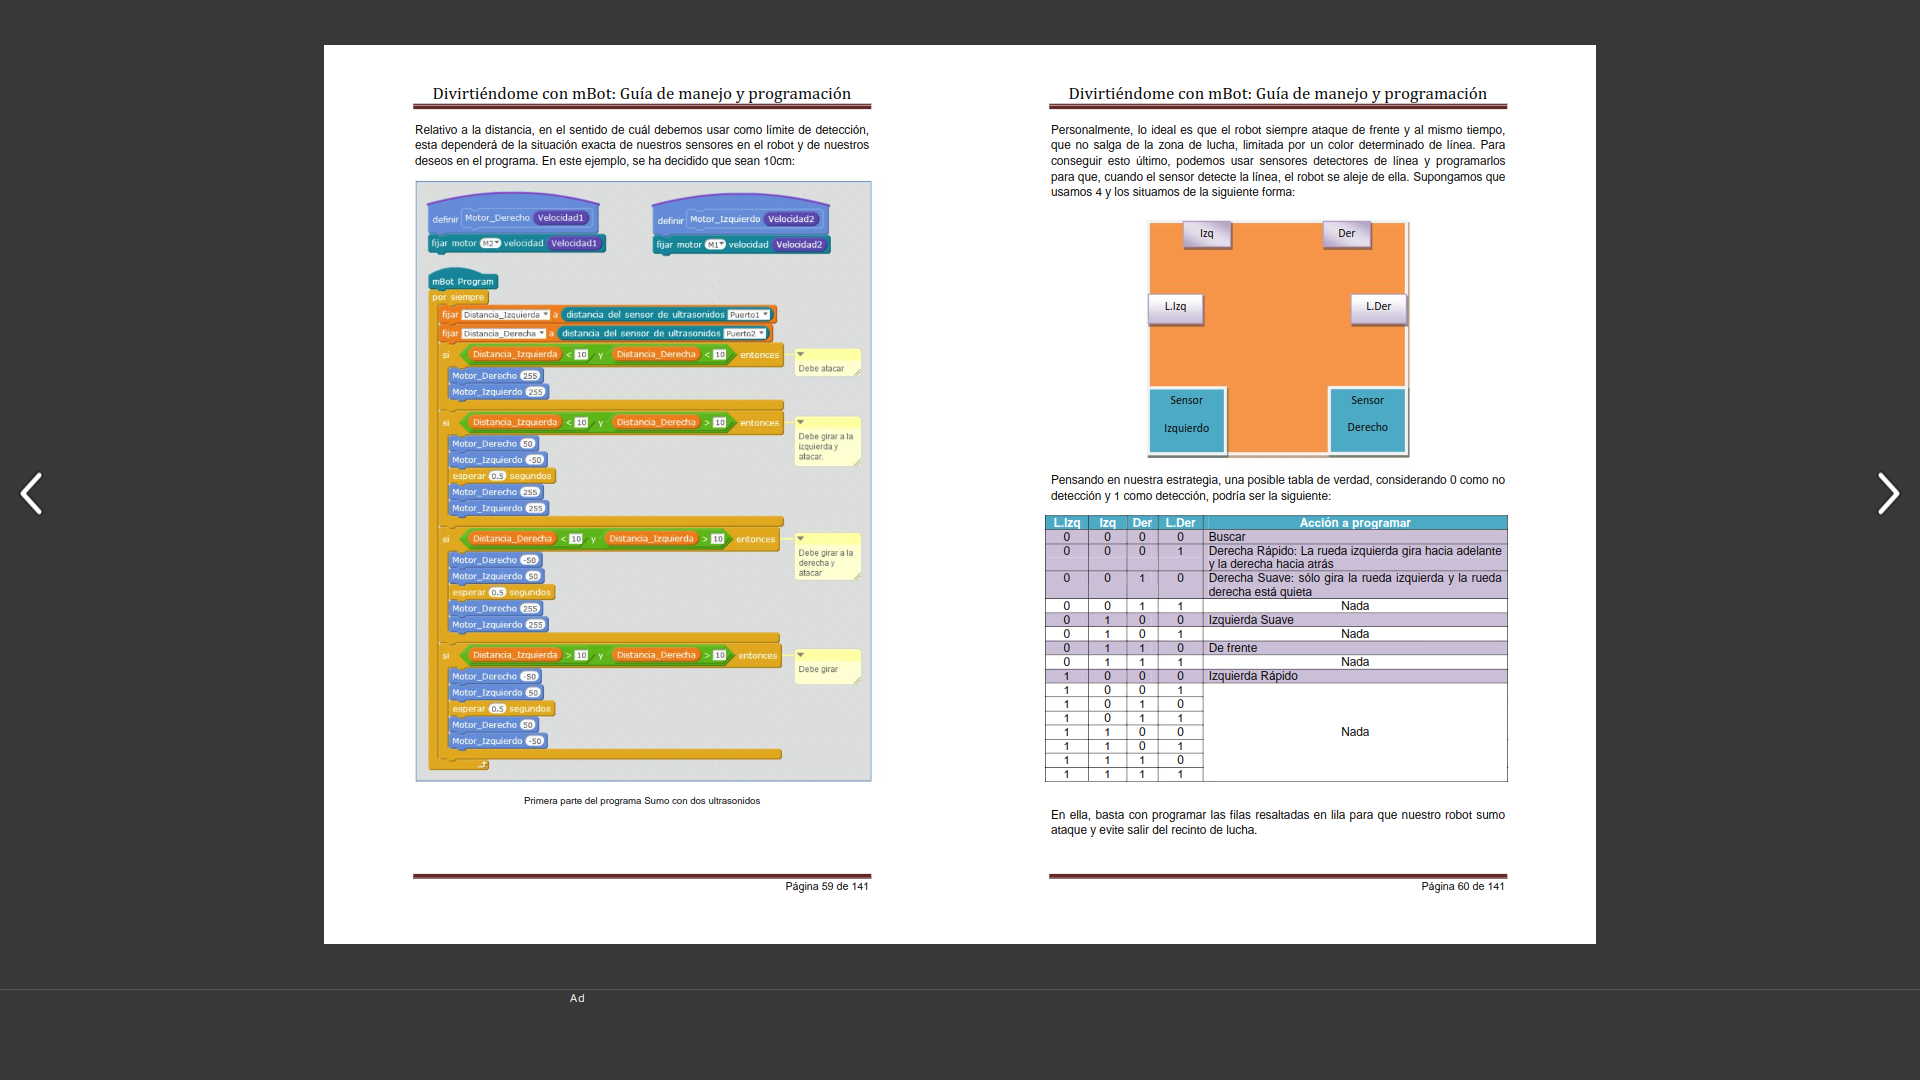 Divirtiéndome con mBot: Guía de manejo y programación
Relativo a la distancia, en el sentido de cuál debemos usar como límite de detección,
esta dependerá de la situación exacta de nuestros sensores en el robot y de nuestros
deseos en el programa. En este ejemplo, se ha decidido que sean 10cm:
definir Motor_Derecho Velocidad1
fijar motor M2 velocidad Velocidad1
definir Motor_Izquierdo Velocidad2
fijar motor M1 velocidad Velocidad2
mBot Program
por siempre
fijar Distancia_Izquierda a distancia del sensor de ultrasonidos Puerto1
fijar Distancia_Derecha a distancia del sensor de ultrasonidos Puerto2
si Distancia_Izquierda < 10 y Distancia_Derecha < 10 entonces
Debe atacar
Motor_Derecho 255
Motor_Izquierdo 255
si Distancia_Izquierda < 10 y Distancia_Derecha > 10 entonces
Debe girar a la
izquierda y
atacar.
Motor_Derecho 50
Motor_Izquierdo -50
esperar 0.5 segundos
Motor_Derecho 255
Motor_Izquierdo 255
si Distancia_Derecha < 10 y Distancia_Izquierda > 10 entonces
Debe girar a la
derecha y
atacar
Motor_Derecho -50
Motor_Izquierdo 50
esperar 0.5 segundos
Motor_Derecho 255
Motor_Izquierdo 255
si Distancia_Izquierda > 10 y Distancia_Derecha > 10 entonces
Debe girar
Motor_Derecho -50
Motor_Izquierdo 50
esperar 0.5 segundos
Motor_Derecho 50
Motor_Izquierdo -50
Primera parte del programa Sumo con dos ultrasonidos
Página 59 de 141
Divirtiéndome con mBot: Guía de manejo y programación
Personalmente, lo ideal es que el robot siempre ataque de frente y al mismo tiempo,
que no salga de la zona de lucha, limitada por un color determinado de línea. Para
conseguir esto último, podemos usar sensores detectores de línea y programarlos
para que, cuando el sensor detecte la línea, el robot se aleje de ella. Supongamos que
usamos 4 y los situamos de la siguiente forma:
Izq Der
L.Izq L.Der
Sensor Sensor
Izquierdo Derecho
Pensando en nuestra estrategia, una posible tabla de verdad, considerando 0 como no
detección y 1 como detección, podría ser la siguiente:
L.Izq Izq Der L.Der Acción a programar
0 0 0 0 Buscar
0 0 0 1 Derecha Rápido: La rueda izquierda gira hacia adelante
y la derecha hacia atrás
0 0 1 0 Derecha Suave: sólo gira la rueda izquierda y la rueda
derecha está quieta
0 0 1 1 Nada
0 1 0 0 Izquierda Suave
0 1 0 1 Nada
0 1 1 0 De frente
0 1 1 1 Nada
1 0 0 0 Izquierda Rápido
1 0 0 1
1 0 1 0
1 0 1 1
1 1 0 0 Nada
1 1 0 1
1 1 1 0
1 1 1 1
En ella, basta con programar las filas resaltadas en lila para que nuestro robot sumo
ataque y evite salir del recinto de lucha.
Página 60 de 141
Ad